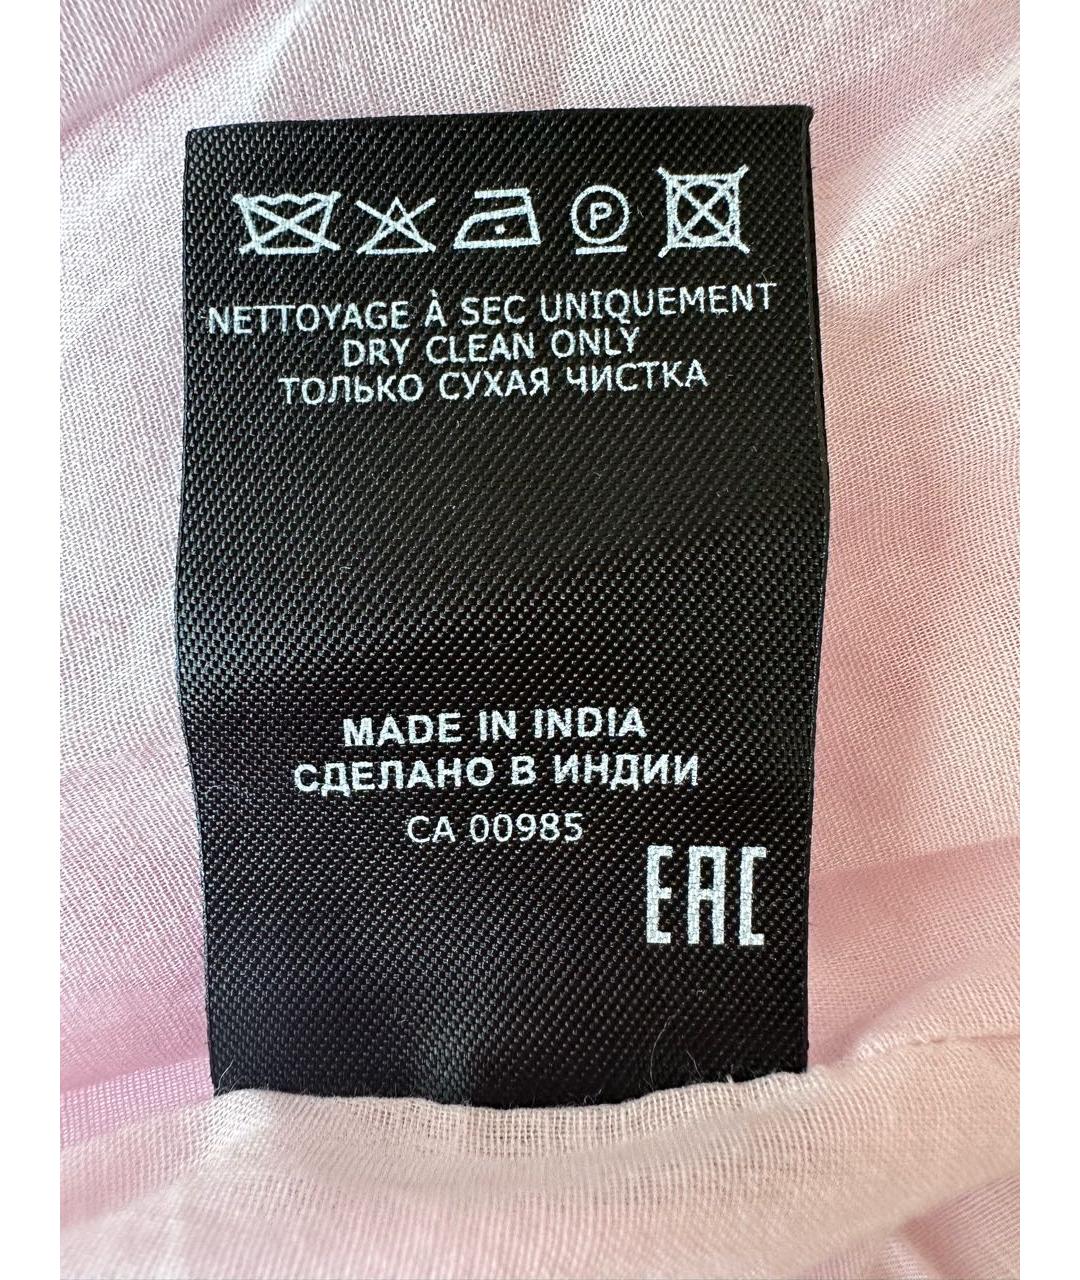 P
NETTOYAGE À SEC UNIQUEMENT
DRY CLEAN ONLY
ТОЛЬКО СУХАЯ ЧИСТКА
MADE IN INDIA
СДЕЛАНО В ИНДИИ
CA 00985
EAC